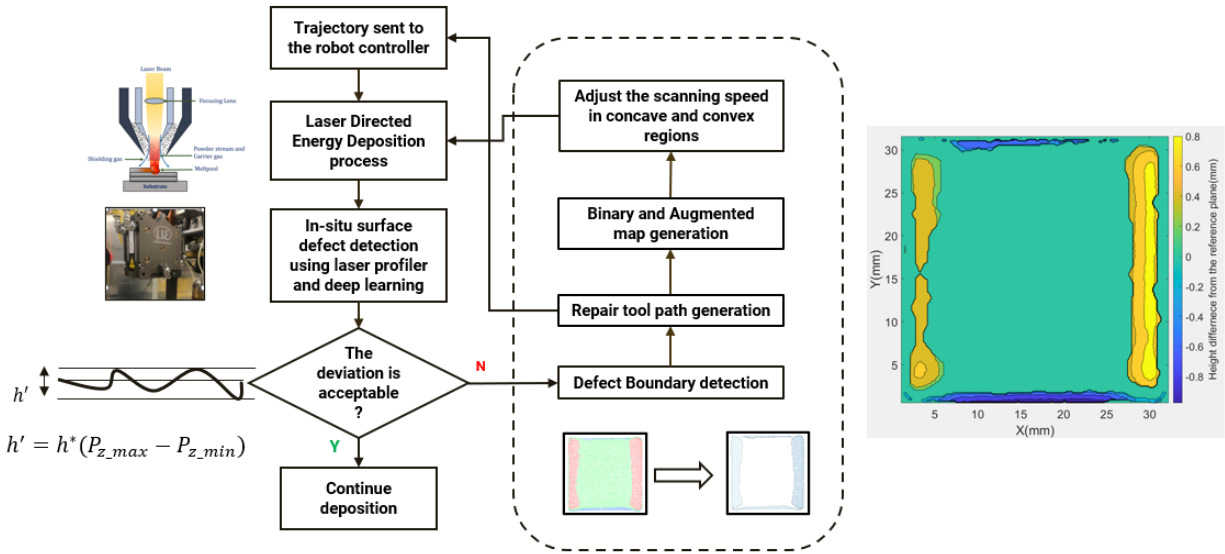 Trajectory sent to
the robot controller
Laser Beam
Focusing Lens
Powder stream and
Carrier gas
Shielding gas
Meltpool
Substrate
Laser Directed
Energy Deposition
process
In-situ surface
defect detection
using laser profiler
and deep learning
The
deviation is
acceptable
?
N
Y
Continue
deposition
h'
h' = h*(P_{z_max} − P_{z_min})
Adjust the scanning speed
in concave and convex
regions
Binary and Augmented
map generation
Repair tool path generation
Defect Boundary detection
30
25
20
15
10
5
Y(mm)
5
10
15
20
25
30
X(mm)
0.8
0.6
0.4
0.2
0
-0.2
-0.4
-0.6
-0.8
Height differnece from the reference plane(mm)